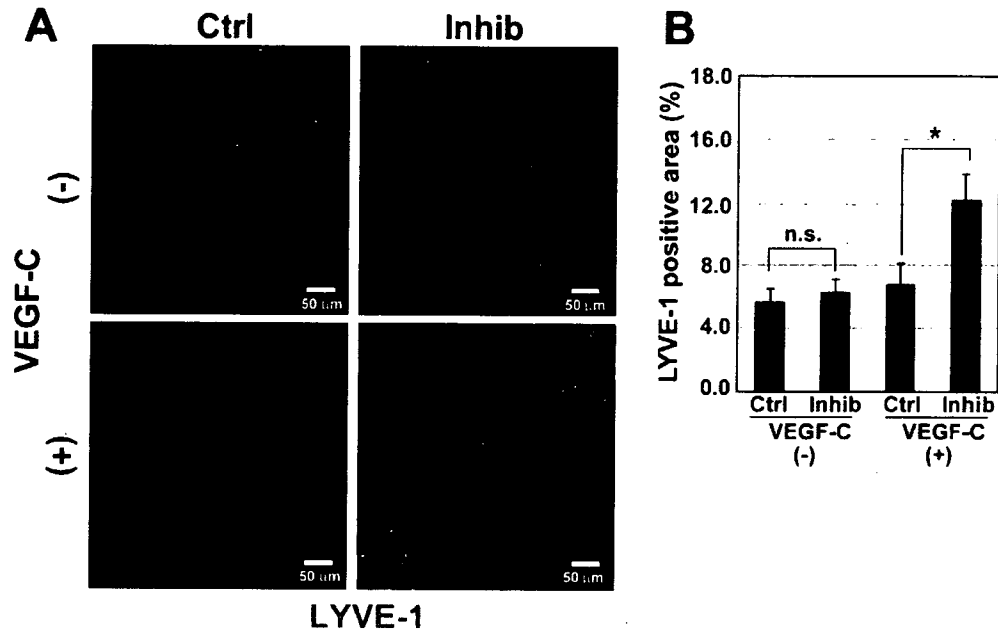 A
Ctrl
Inhib
VEGF-C
(-)
(+)
50 µm
50 µm
50 µm
50 µm
LYVE-1
B
LYVE-1 positive area (%)
18.0
16.0
12.0
8.0
4.0
0.0
n.s.
*
Ctrl Inhib Ctrl Inhib
VEGF-C VEGF-C
(-) (+)